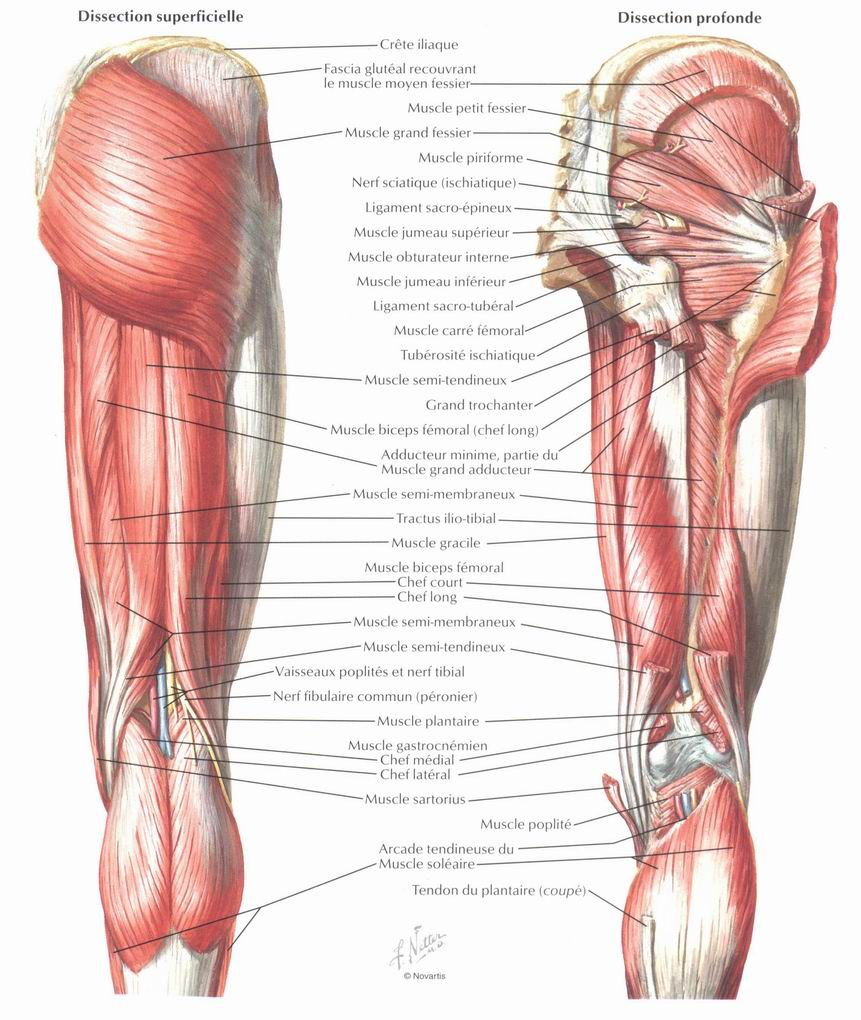 Dissection superficielle
Dissection profonde
Crête iliaque
Fascia glutéal recouvrant
le muscle moyen fessier
Muscle petit fessier
Muscle grand fessier
Muscle piriforme
Nerf sciatique (ischiatique)
Ligament sacro-épineux
Muscle jumeau supérieur
Muscle obturateur interne
Muscle jumeau inférieur
Ligament sacro-tubéral
Muscle carré fémoral
Tubérosité ischiatique
Muscle semi-tendineux
Grand trochanter
Muscle biceps fémoral (chef long)
Adducteur minime, partie du
Muscle grand adducteur
Muscle semi-membraneux
Tractus ilio-tibial
Muscle gracile
Muscle biceps fémoral
Chef court
Chef long
Muscle semi-membraneux
Muscle semi-tendineux
Vaisseaux poplités et nerf tibial
Nerf fibulaire commun (péronier)
Muscle plantaire
Muscle gastrocnémien
Chef médial
Chef latéral
Muscle sartorius
Muscle poplité
Arcade tendineuse du
Muscle soléaire
Tendon du plantaire (coupé)
F. Netter
M.D.
© Novartis